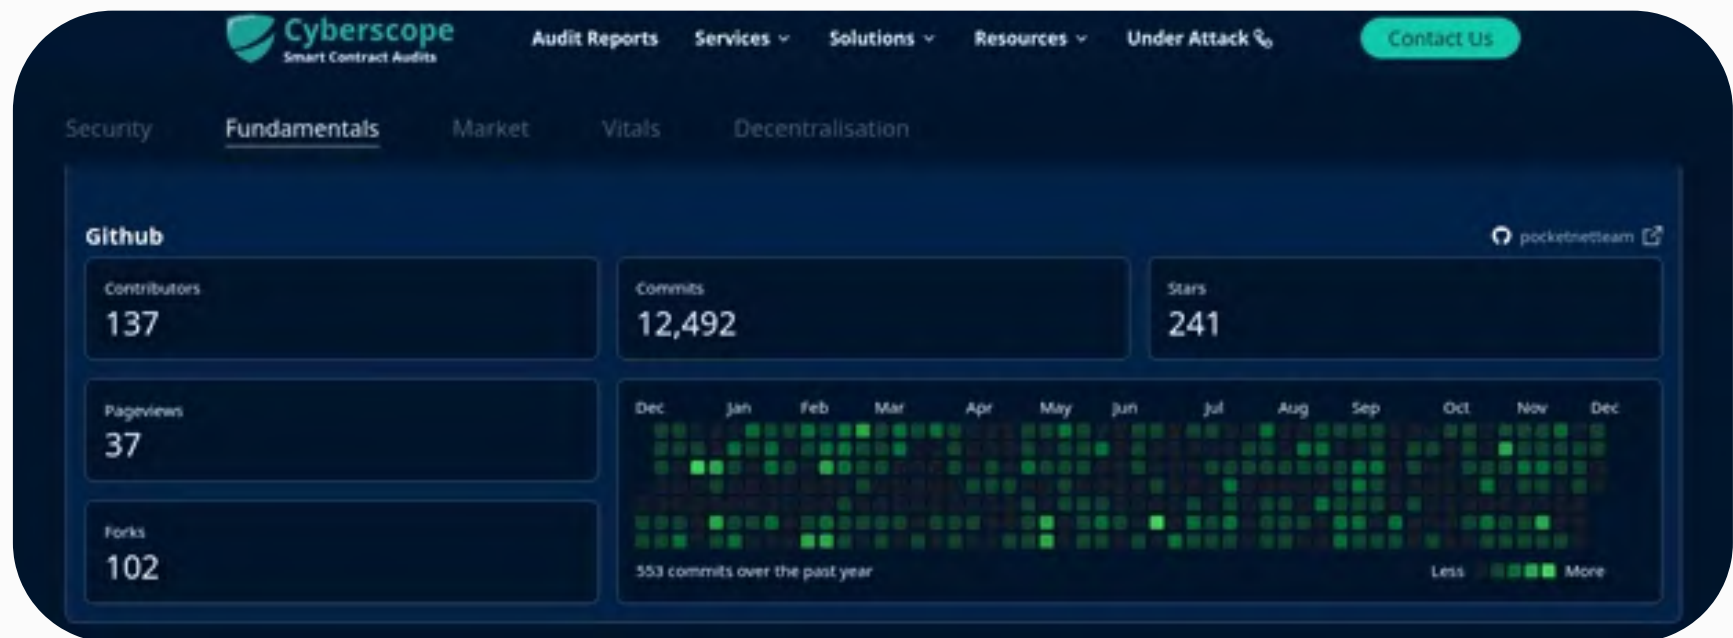 Cyberscope
Smart Contract Audits
Audit Reports Services Solutions Resources Under Attack Contact Us
Security Fundamentals Market Vitals Decentralisation
Github pocketnetteam
Contributors
137
Commits
12,492
Stars
241
Pageviews
37
Forks
102
Dec Jan Feb Mar Apr May Jun Jul Aug Sep Oct Nov Dec
553 commits over the past year Less More